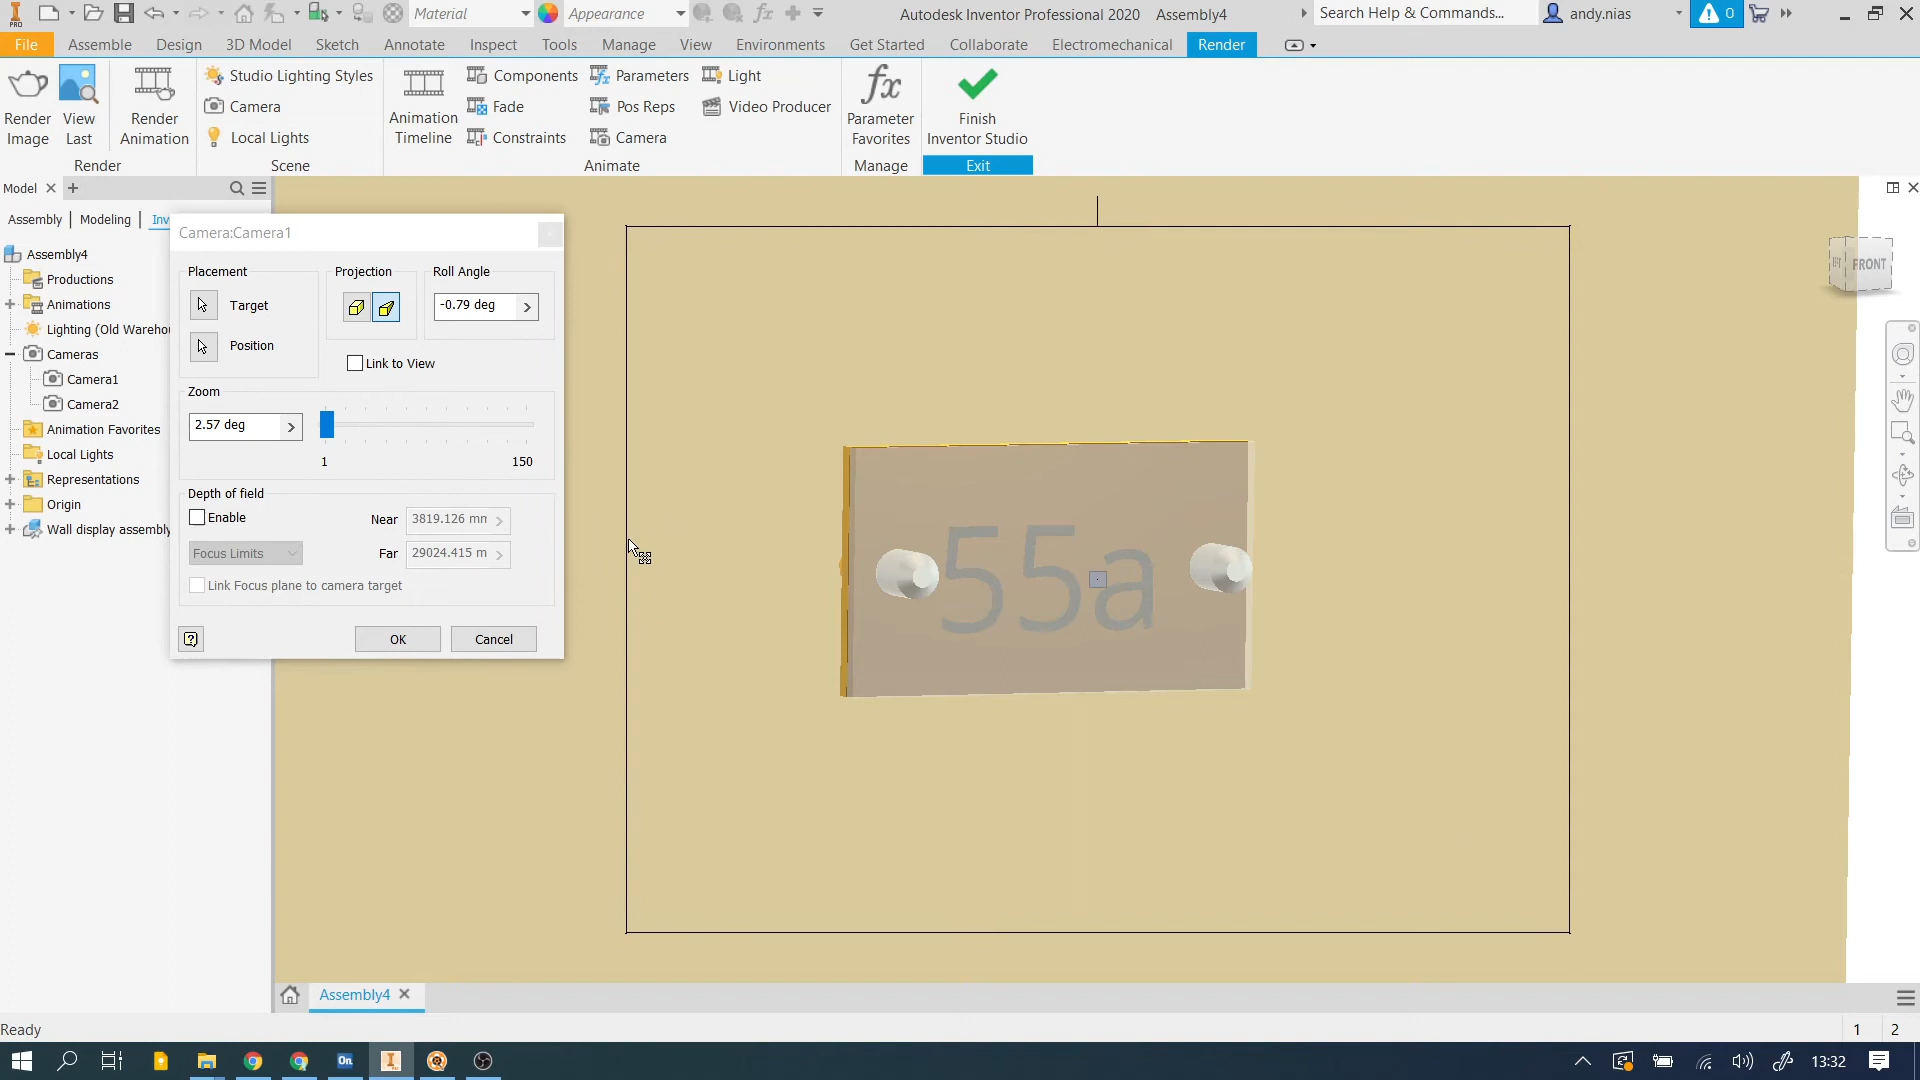 Material
Appearance
fx
Autodesk Inventor Professional 2020 Assembly4
Search Help & Commands...
andy.nias
0
PRO
File Assembly Design 3D Model Sketch Annotate Inspect Tools Manage View Environments Get Started Collaborate Electromechanical Render
Render Image
View Last
Render Animation
Studio Lighting Styles
Camera
Local Lights
Animation Timeline
Components
Fade
Constraints
Parameters
Pos Reps
Camera
Light
Video Producer
fx
Parameter Favorites
Finish Inventor Studio
Render Scene Animate Manage Exit
Model
Assembly Modeling Inv
Assembly4
Productions
Animations
Lighting (Old Wareho
Cameras
Camera1
Camera2
Animation Favorites
Local Lights
Representations
Origin
Wall display assembly
Camera:Camera1
Placement
Target
Position
Projection
Roll Angle
-0.79 deg
Link to View
Zoom
2.57 deg
1 150
Depth of field
Enable
Near 3819.126 mm
Focus Limits
Far 29024.415 m
Link Focus plane to camera target
OK Cancel
FRONT
55a
Assembly4
Ready
1 2
On
13:32